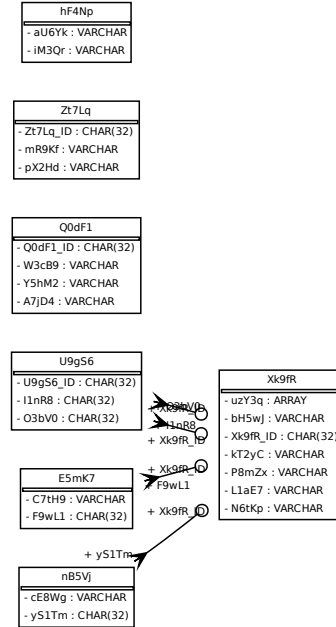 hF4Np
- aU6Yk : VARCHAR
- iM3Qr : VARCHAR
Zt7Lq
- Zt7Lq_ID : CHAR(32)
- mR9Kf : VARCHAR
- pX2Hd : VARCHAR
Q0dF1
- Q0dF1_ID : CHAR(32)
- W3cB9 : VARCHAR
- Y5hM2 : VARCHAR
- A7jD4 : VARCHAR
U9gS6
- U9gS6_ID : CHAR(32)
- I1nR8 : CHAR(32)
- O3bV0 : CHAR(32)
Xk9fR
- uzY3q : ARRAY
- bH5wJ : VARCHAR
- Xk9fR_ID : CHAR(32)
- kT2yC : VARCHAR
- P8mZx : VARCHAR
- L1aE7 : VARCHAR
- N6tKp : VARCHAR
+ O3bV0
+ Xk9fR_ID
+ I1nR8
+ Xk9fR_ID
+ Xk9fR_ID
+ F9wL1
+ Xk9fR_ID
+ yS1Tm
E5mK7
- C7tH9 : VARCHAR
- F9wL1 : CHAR(32)
nB5Vj
- cE8Wg : VARCHAR
- yS1Tm : CHAR(32)